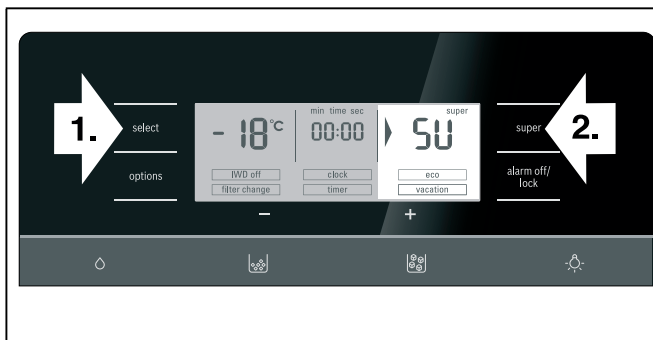 1.
select
options
- 18°C
IWD off
filter change
min time sec
00:00
clock
timer
super
SU
eco
vacation
super
2.
alarm off/
lock
-
+